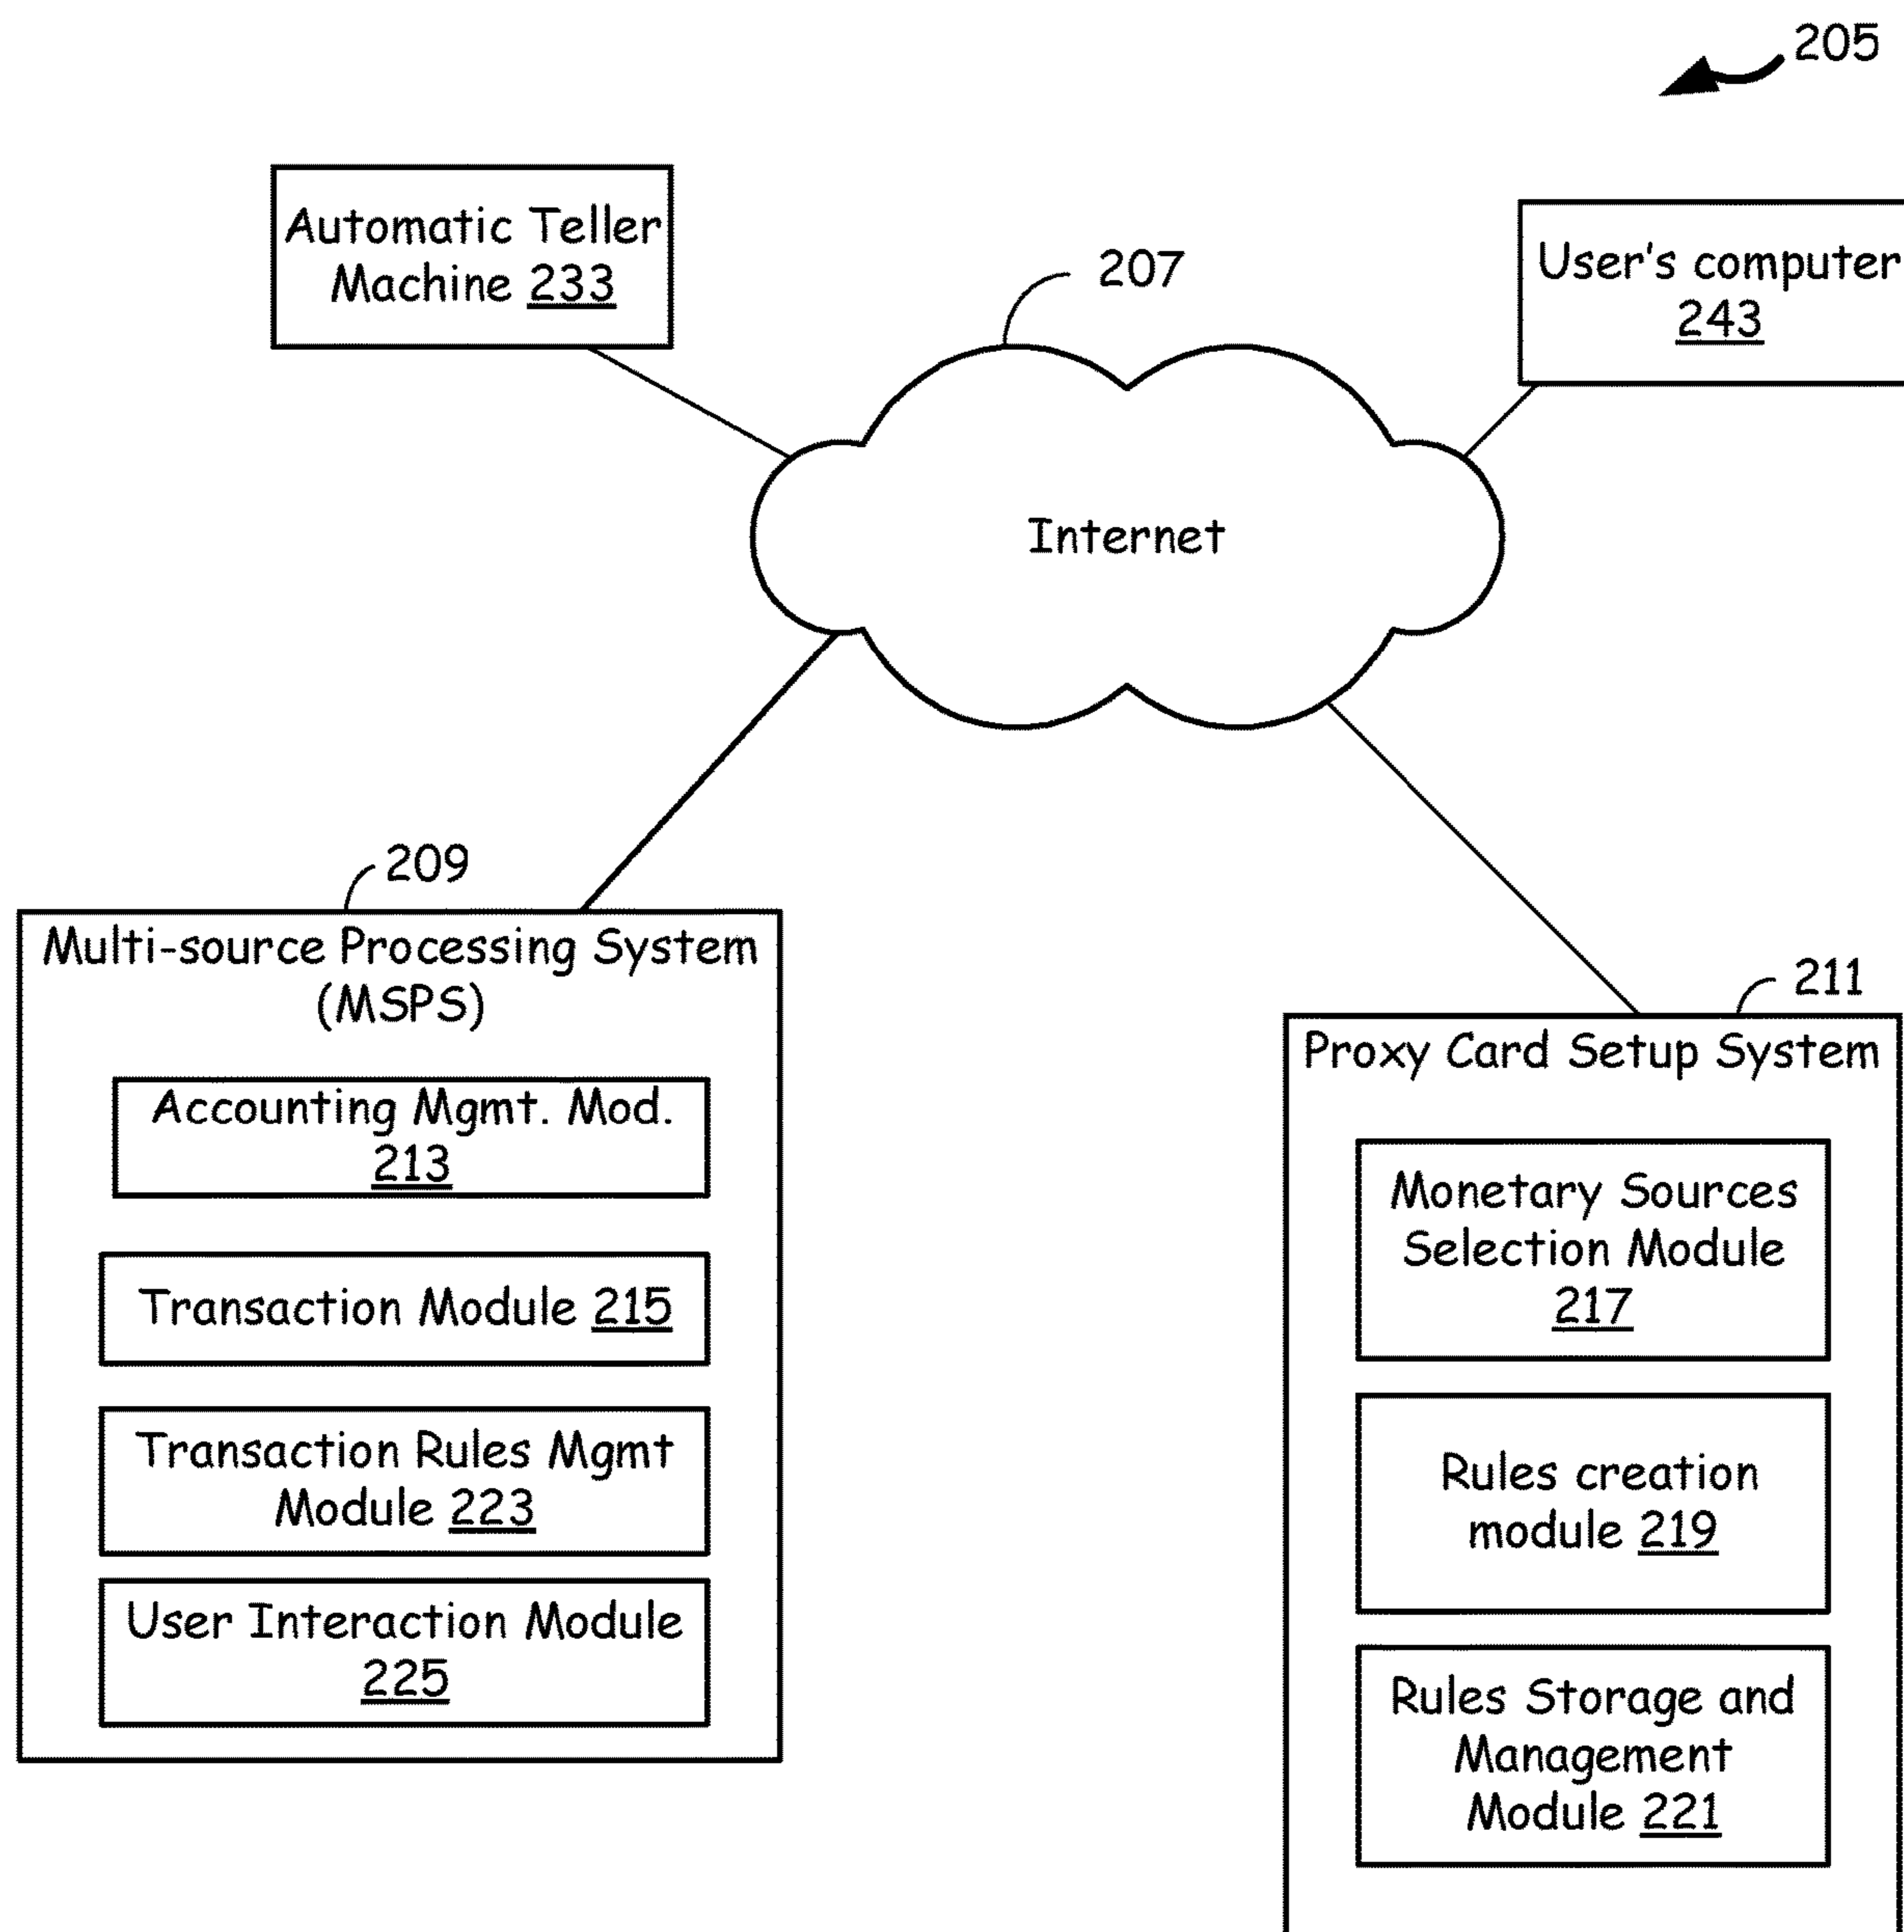 205
Automatic Teller
Machine 233
207
User's computer
243
Internet
209
Multi-source Processing System
(MSPS)
Accounting Mgmt. Mod.
213
Transaction Module 215
Transaction Rules Mgmt
Module 223
User Interaction Module
225
211
Proxy Card Setup System
Monetary Sources
Selection Module
217
Rules creation
module 219
Rules Storage and
Management
Module 221